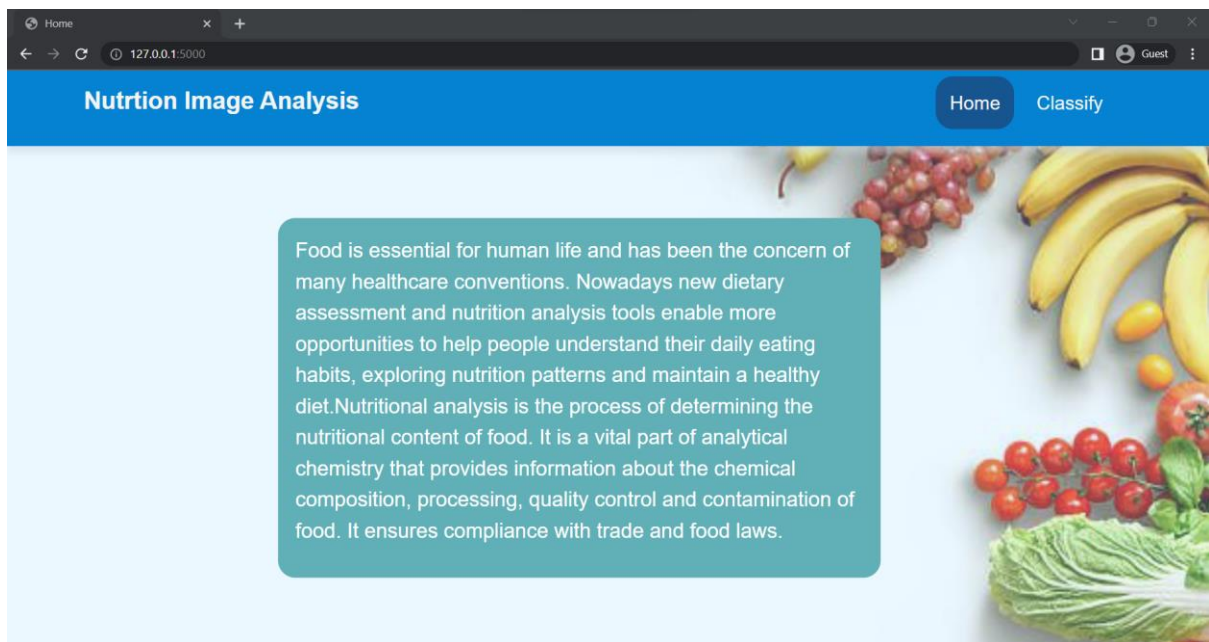 Home
127.0.0.1:5000
Guest
Nutrtion Image Analysis
Home
Classify
Food is essential for human life and has been the concern of
many healthcare conventions. Nowadays new dietary
assessment and nutrition analysis tools enable more
opportunities to help people understand their daily eating
habits, exploring nutrition patterns and maintain a healthy
diet.Nutritional analysis is the process of determining the
nutritional content of food. It is a vital part of analytical
chemistry that provides information about the chemical
composition, processing, quality control and contamination of
food. It ensures compliance with trade and food laws.